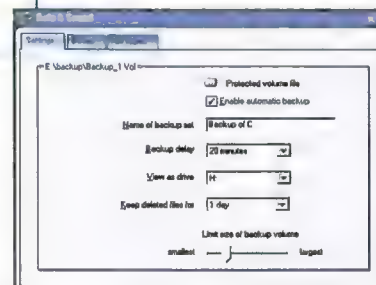 Settings
E:\backup\Backup_1 Vol
Protected volume file
Enable automatic backup
Name of backup set Backup of C
Backup delay 20 minutes
View as drive H:
Keep deleted files for 1 day
Limit size of backup volume
smallest largest